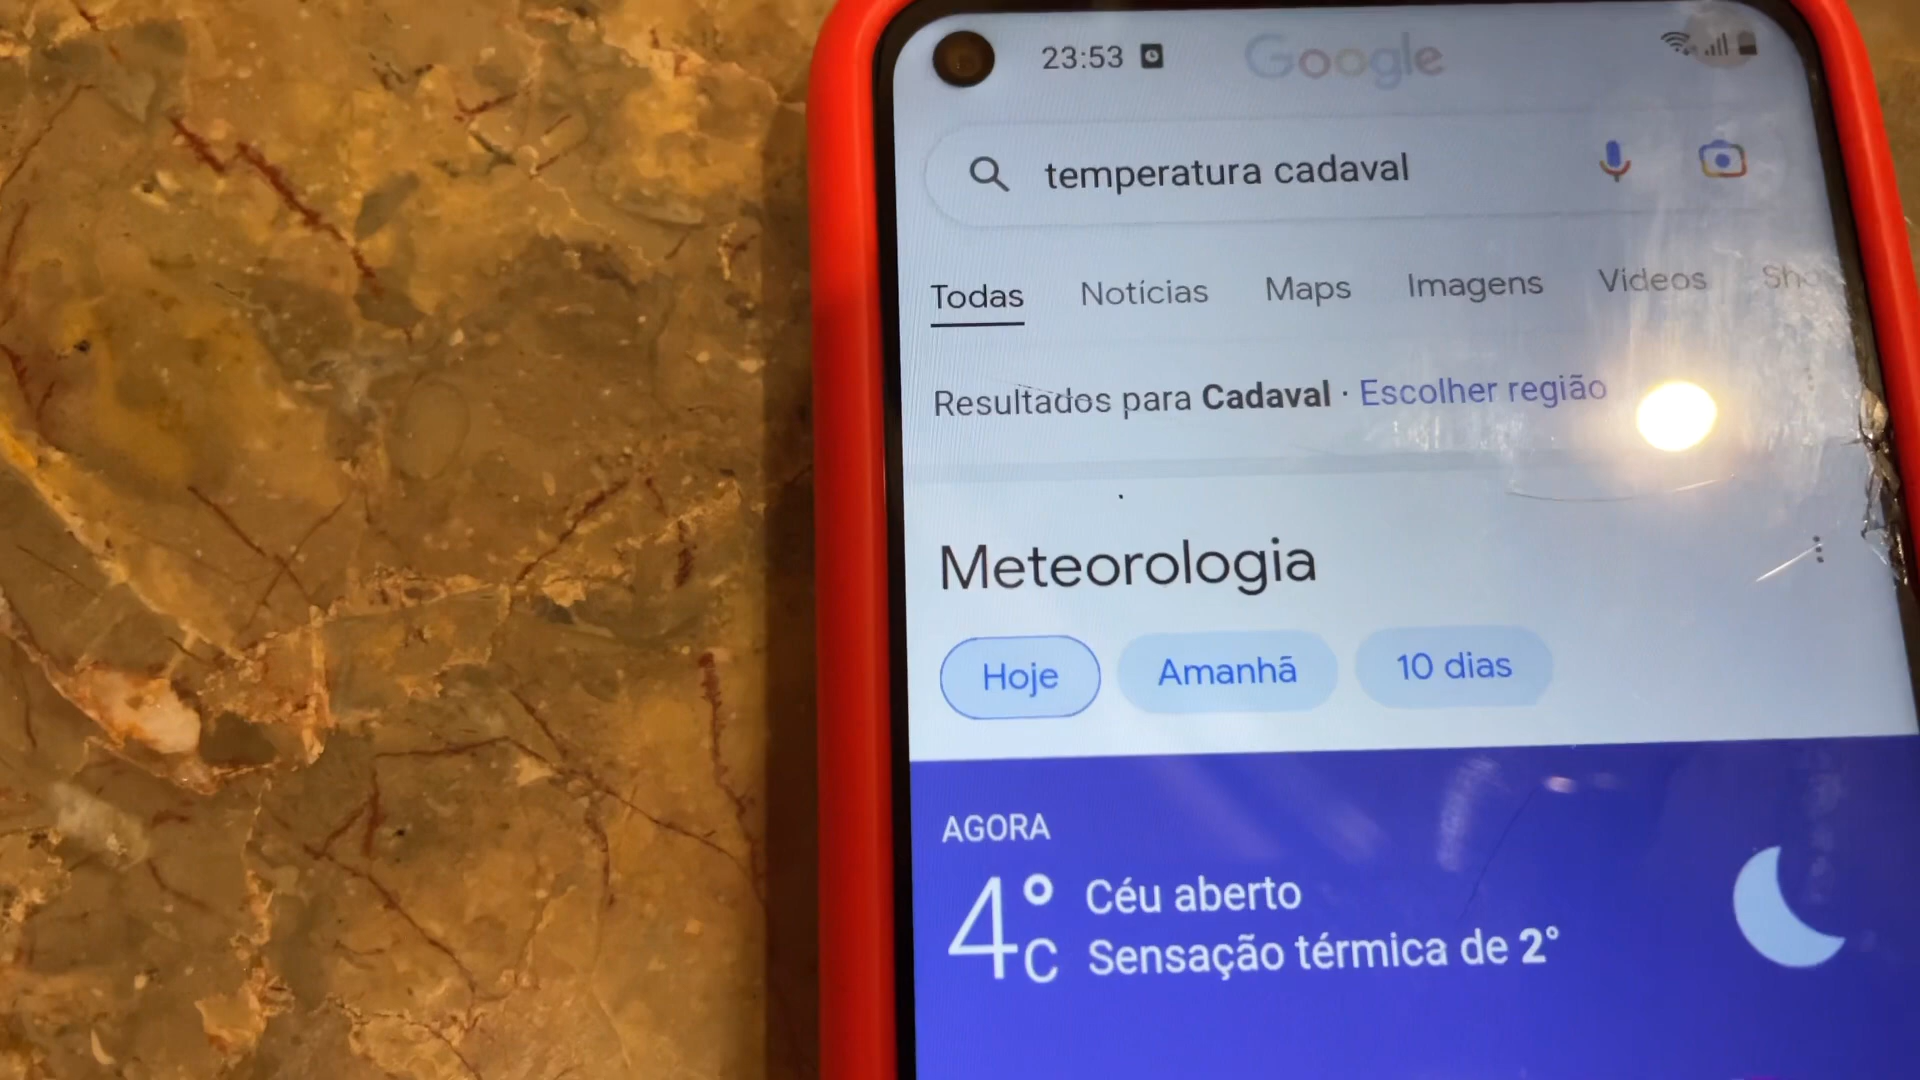 23:53
Google
temperatura cadaval
Todas Notícias Maps Imagens Vídeos Sho
Resultados para Cadaval · Escolher região
Meteorologia
Hoje Amanhã 10 dias
AGORA
4°C Céu aberto
Sensação térmica de 2°